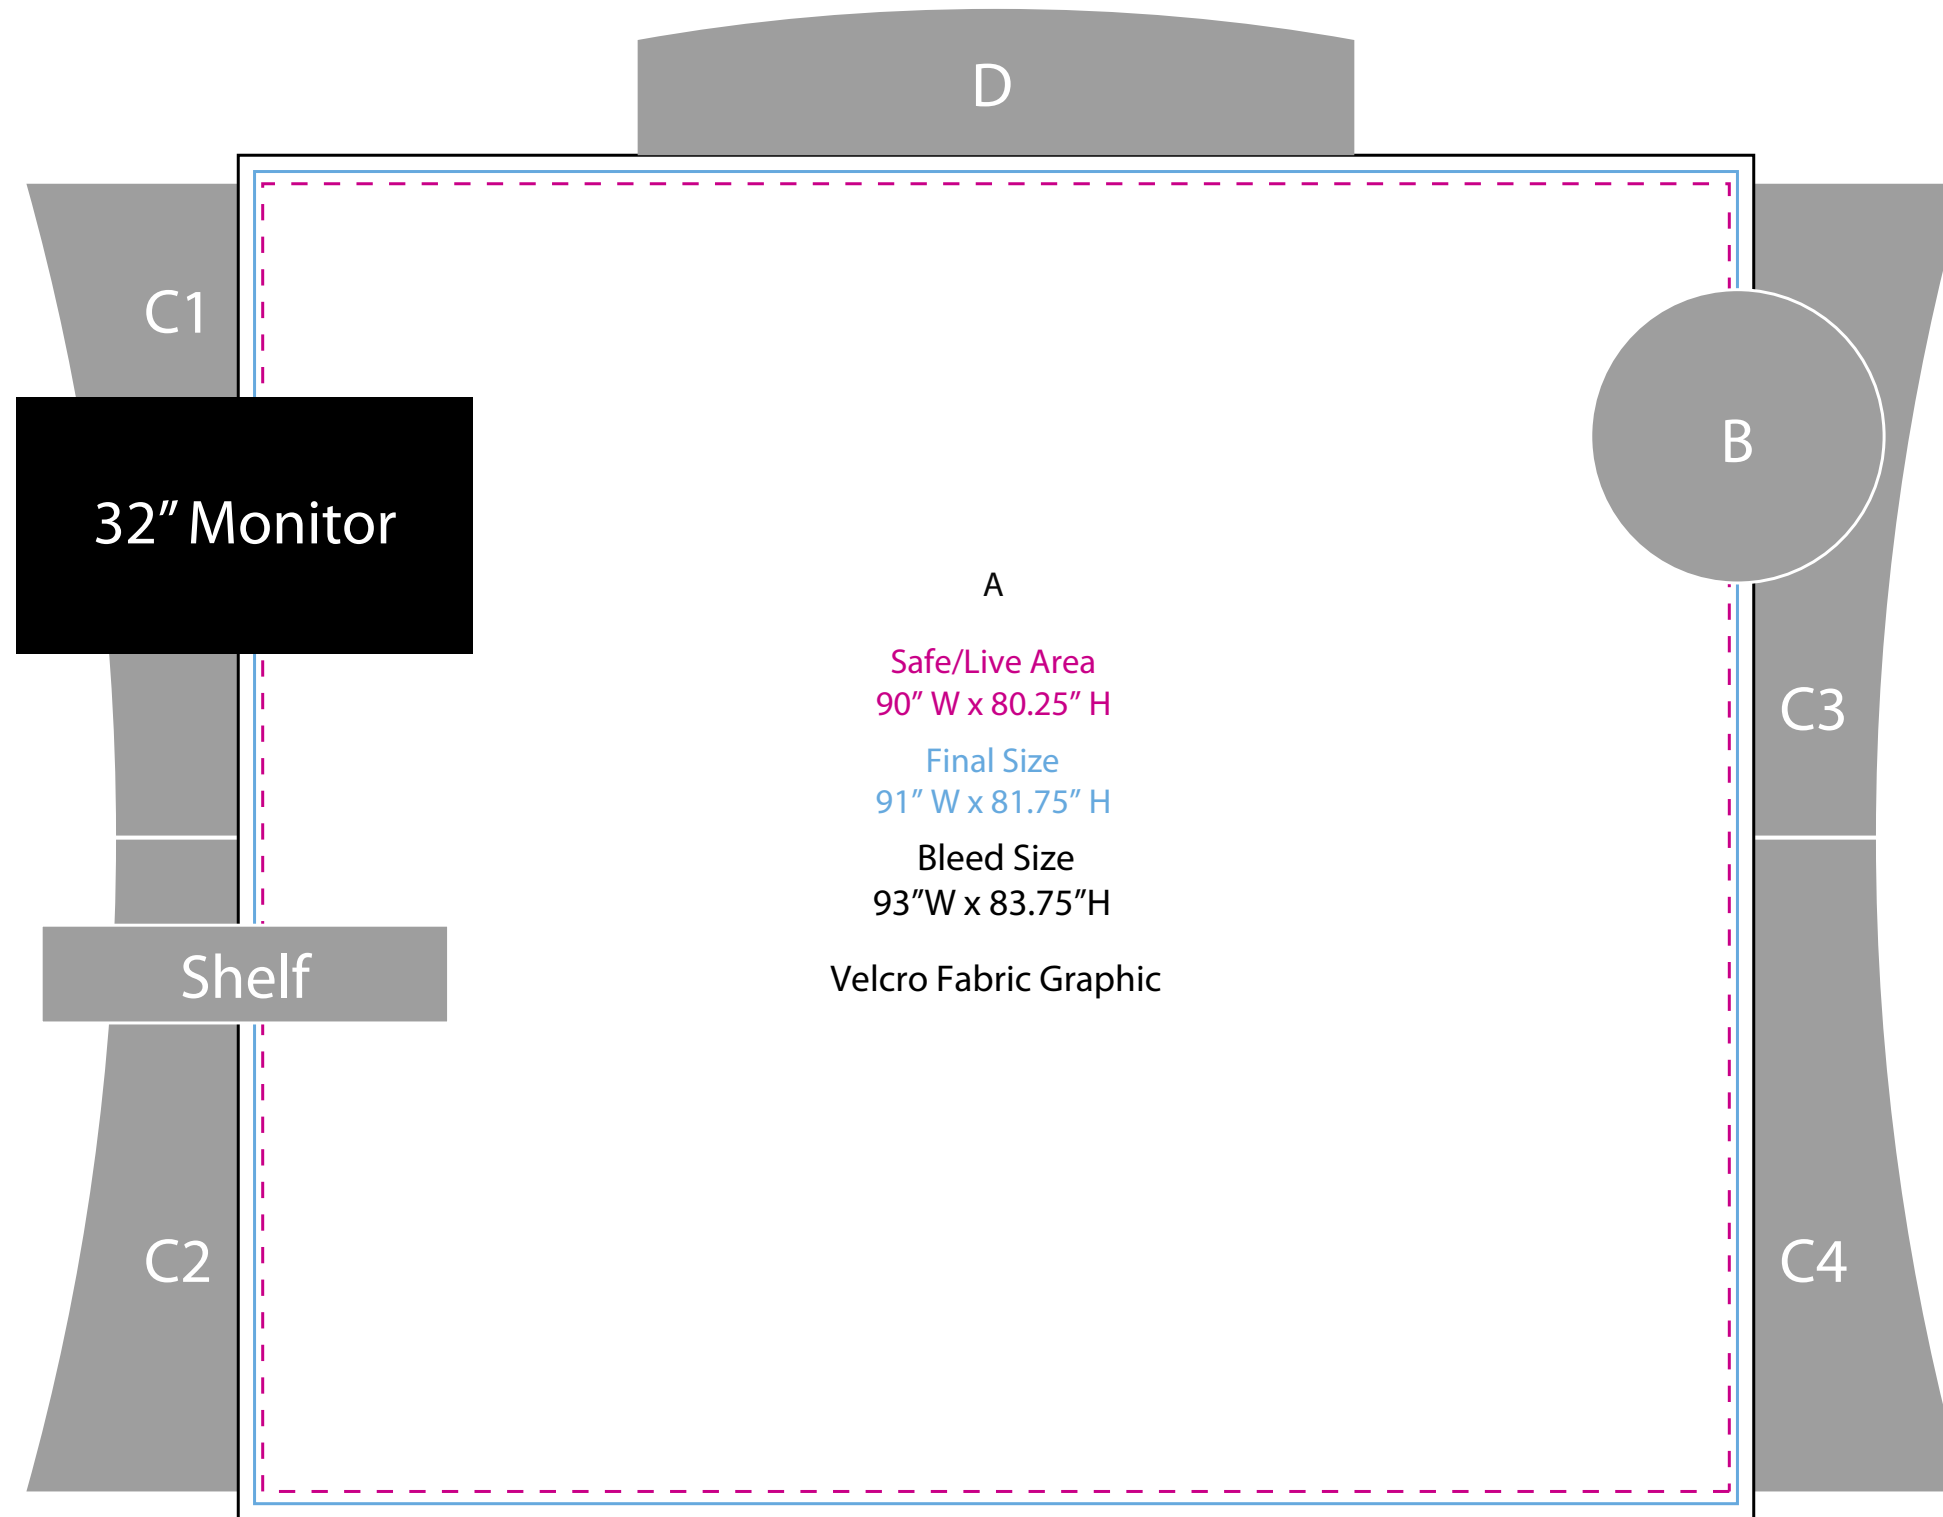 D
C1
B
32” Monitor
A
Safe/Live Area
90” W x 80.25” H
C3
Final Size
91” W x 81.75” H
Bleed Size
93”W x 83.75”H
Shelf
Velcro Fabric Graphic
C2
C4